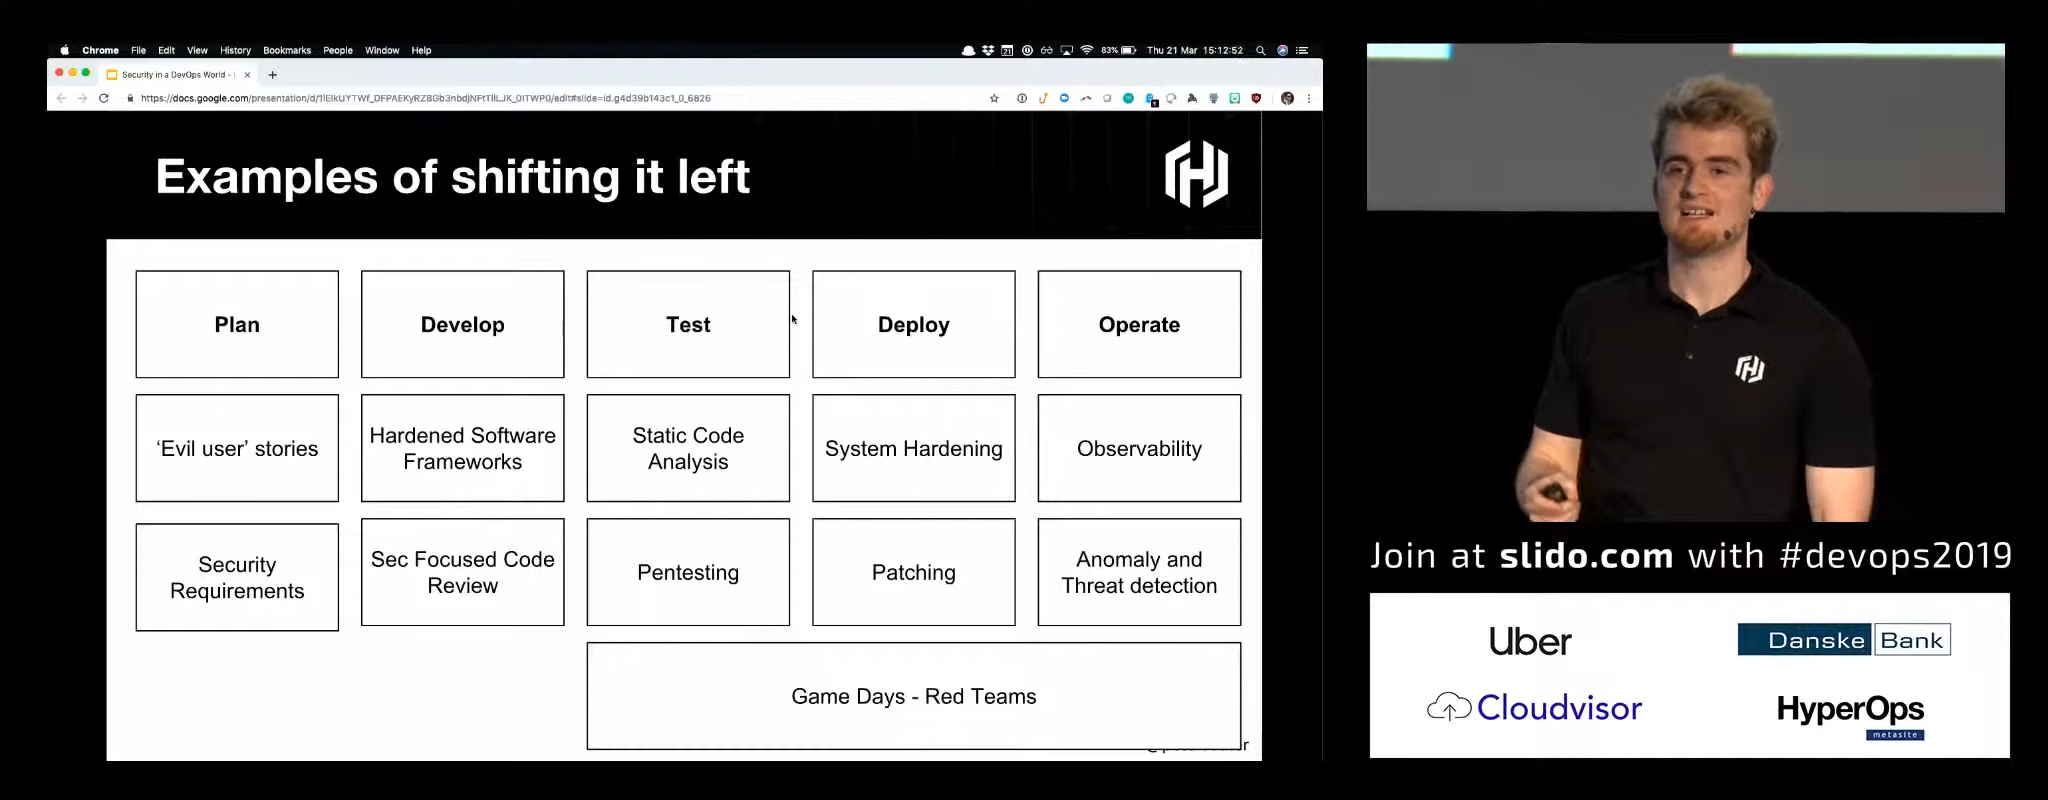 Chrome File Edit View History Bookmarks People Window Help
83% Thu 21 Mar 15:12:52
Security in a DevOps World -
Examples of shifting it left
Plan
Develop
Test
Deploy
Operate
‘Evil user’ stories
Hardened Software
Frameworks
Static Code
Analysis
System Hardening
Observability
Security
Requirements
Sec Focused Code
Review
Pentesting
Patching
Anomaly and
Threat detection
Game Days - Red Teams
Join at slido.com with #devops2019
Uber
Danske Bank
Cloudvisor
HyperOps
metasite